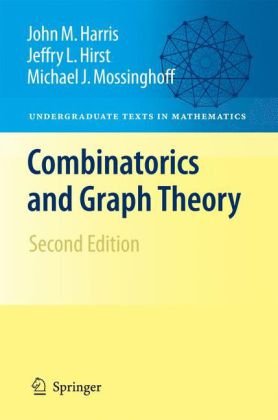 John M. Harris
Jeffry L. Hirst
Michael J. Mossinghoff
UNDERGRADUATE TEXTS IN MATHEMATICS
Combinatorics
and Graph Theory
Second Edition
Springer